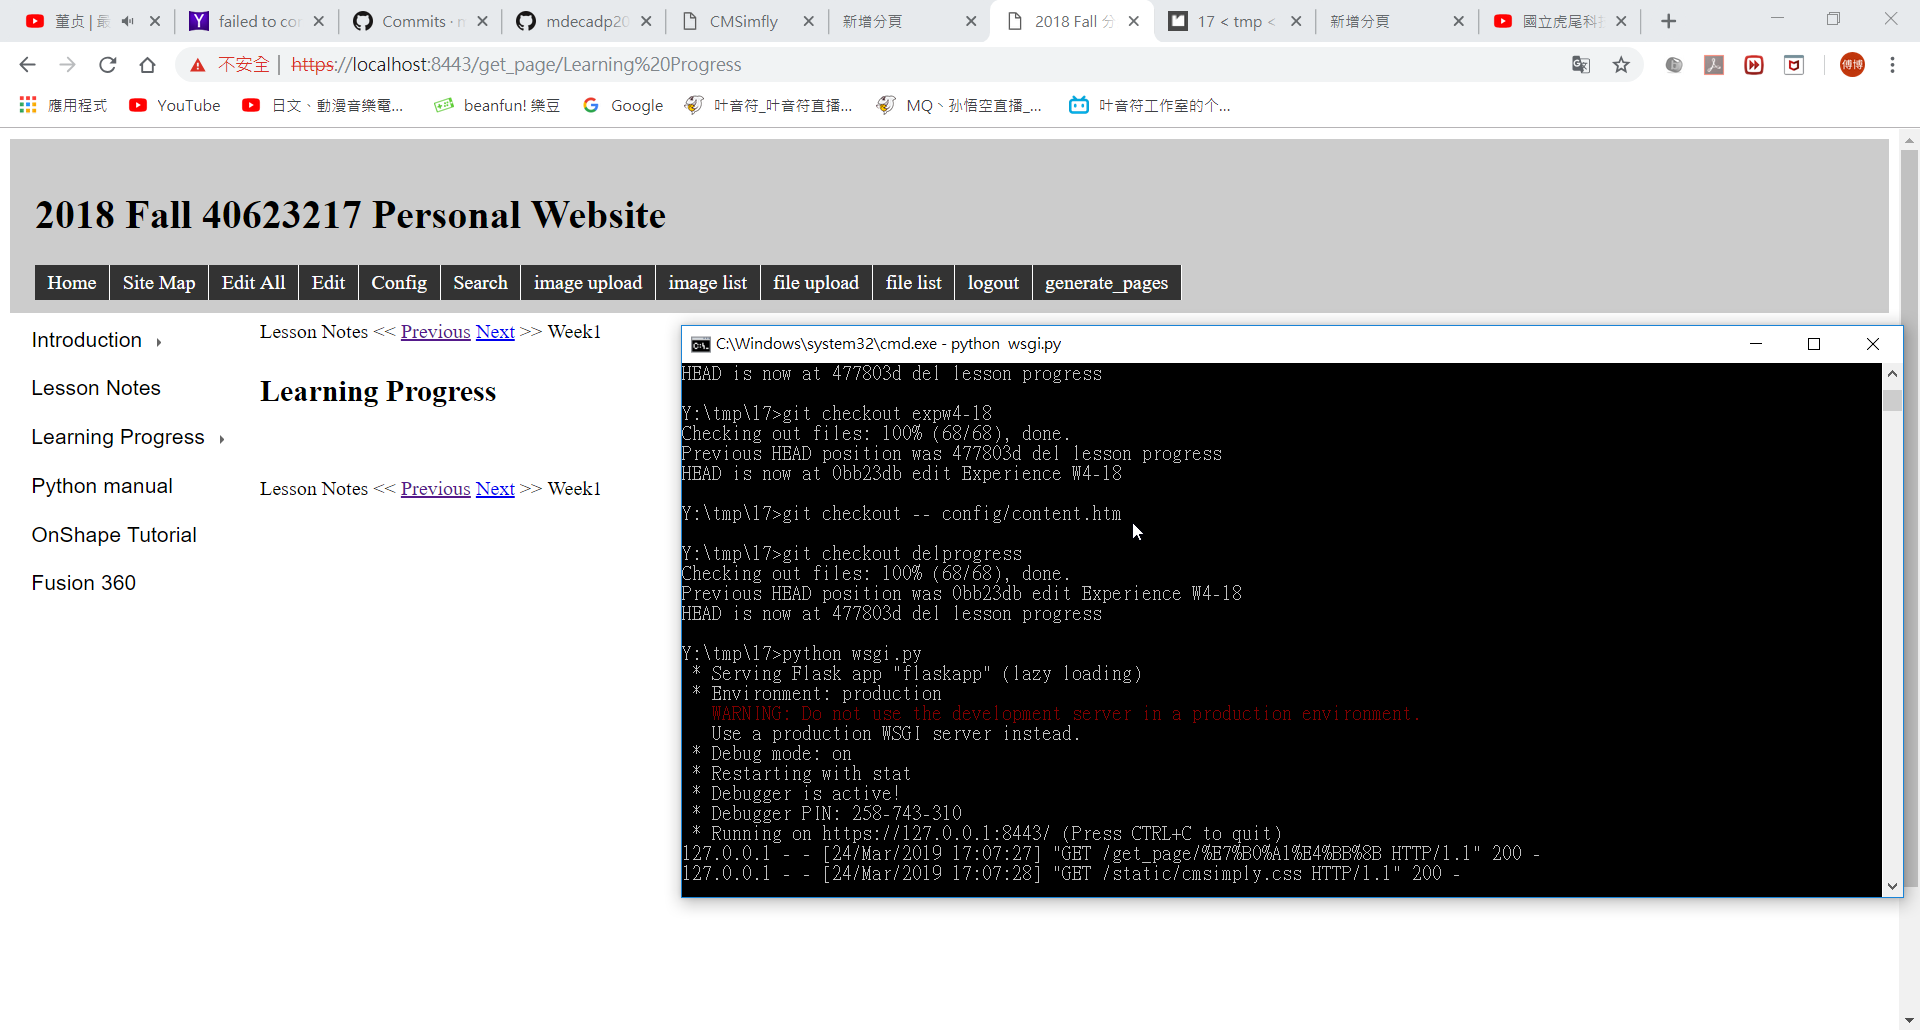 董贞 | 最
failed to cor
Commits · m
mdecadp20
CMSimfly
新增分頁
2018 Fall 分
17 < tmp <
新增分頁
國立虎尾科技
不安全 | https://localhost:8443/get_page/Learning%20Progress
傅博
應用程式
YouTube
日文、動漫音樂電...
beanfun! 樂豆
Google
叶音符_叶音符直播...
MQ丶孙悟空直播_...
叶音符工作室的个...
2018 Fall 40623217 Personal Website
Home Site Map Edit All Edit Config Search image upload image list file upload file list logout generate_pages
Introduction
Lesson Notes
Learning Progress
Python manual
OnShape Tutorial
Fusion 360
Lesson Notes << Previous Next >> Week1
Learning Progress
Lesson Notes << Previous Next >> Week1
C:\Windows\system32\cmd.exe - python wsgi.py
HEAD is now at 477803d del lesson progress
Y:\tmp\17>git checkout expw4-18
Checking out files: 100% (68/68), done.
Previous HEAD position was 477803d del lesson progress
HEAD is now at 0bb23db edit Experience W4-18
Y:\tmp\17>git checkout -- config/content.htm
Y:\tmp\17>git checkout delprogress
Checking out files: 100% (68/68), done.
Previous HEAD position was 0bb23db edit Experience W4-18
HEAD is now at 477803d del lesson progress
Y:\tmp\17>python wsgi.py
* Serving Flask app "flaskapp" (lazy loading)
* Environment: production
WARNING: Do not use the development server in a production environment.
Use a production WSGI server instead.
* Debug mode: on
* Restarting with stat
* Debugger is active!
* Debugger PIN: 258-743-310
* Running on https://127.0.0.1:8443/ (Press CTRL+C to quit)
127.0.0.1 - - [24/Mar/2019 17:07:27] "GET /get_page/%E7%B0%A1%E4%BB%8B HTTP/1.1" 200 -
127.0.0.1 - - [24/Mar/2019 17:07:28] "GET /static/cmsimply.css HTTP/1.1" 200 -